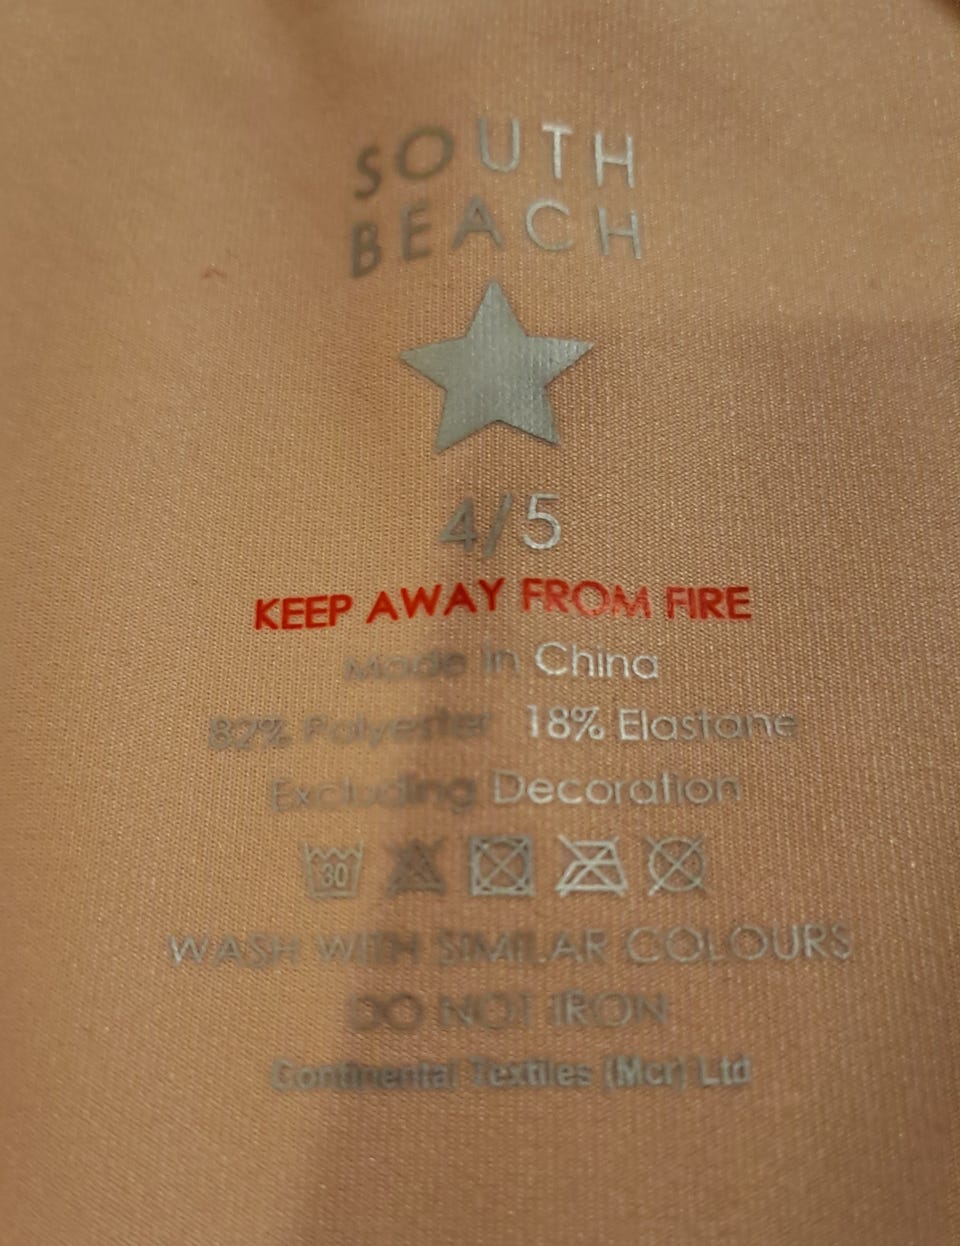 SOUTH
BEACH
4/5
KEEP AWAY FROM FIRE
Made in China
82% Polyester 18% Elastane
Excluding Decoration
30
WASH WITH SIMILAR COLOURS
DO NOT IRON
Continental Textiles (Mcr) Ltd